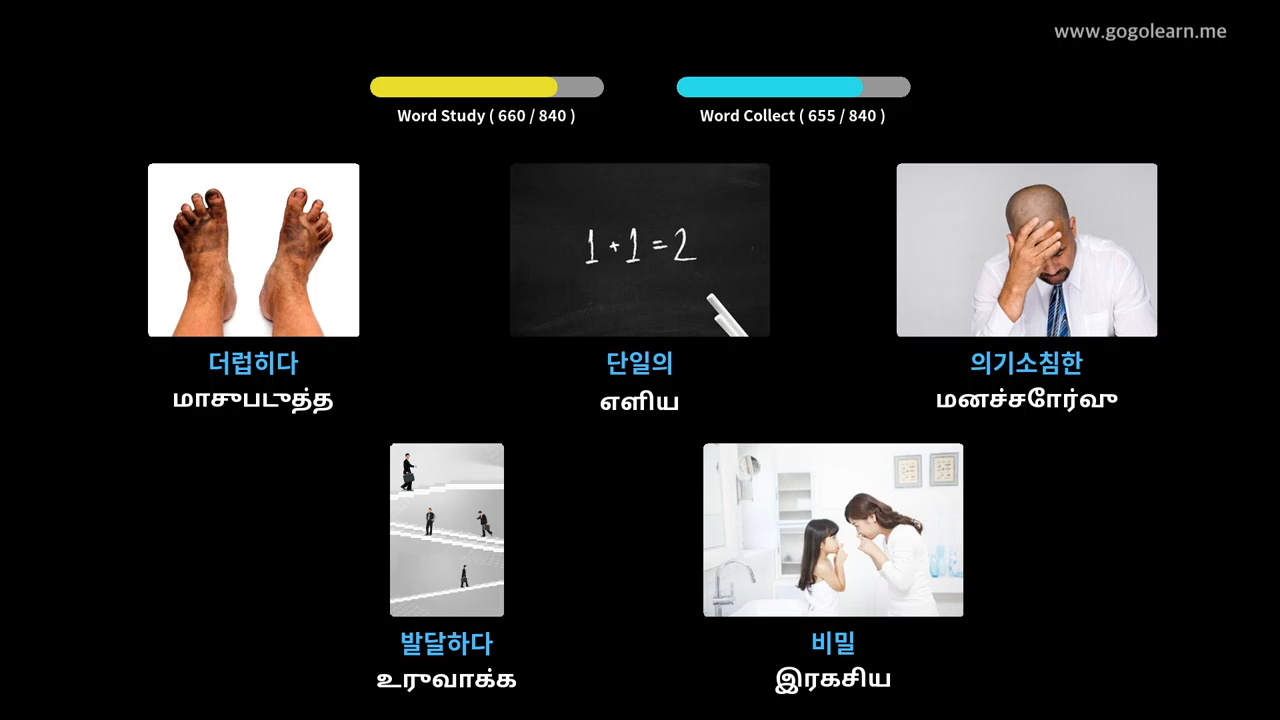 www.gogolearn.me
Word Study ( 660 / 840 )
Word Collect ( 655 / 840 )
1 + 1 = 2
더럽히다
மாசுபடுத்த
단일의
எளிய
의기소침한
மனச்சோர்வு
발달하다
உருவாக்க
비밀
இரகசிய